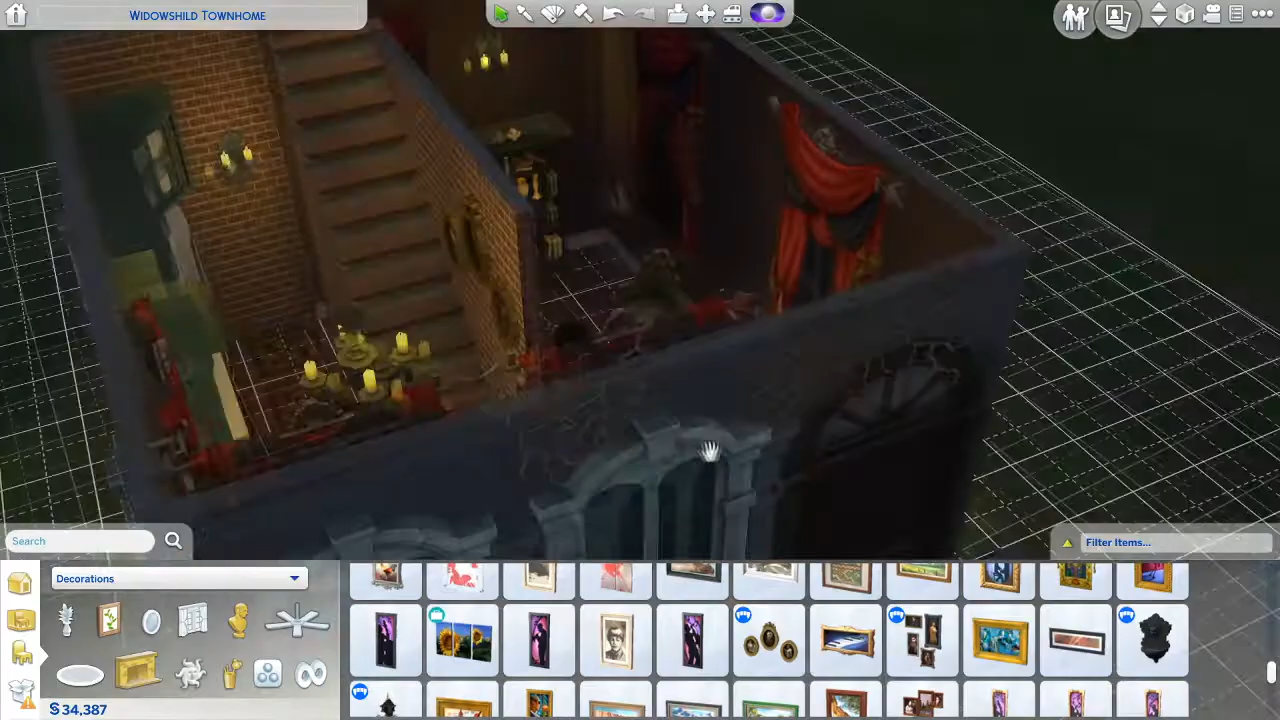 Widowshild Townhome
Search
Filter Items...
Decorations
§ 34,387